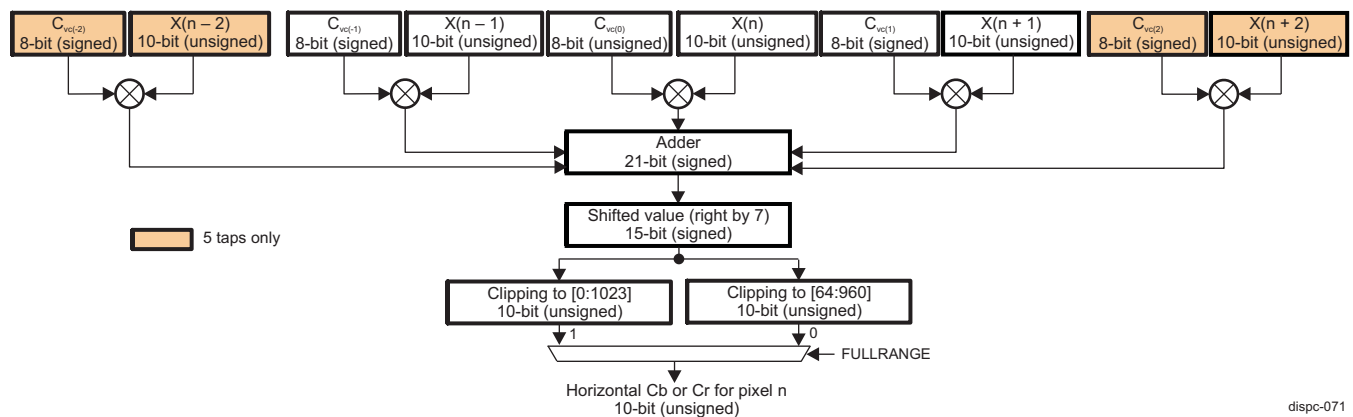 Cvc(-2)
8-bit (signed)
X(n – 2)
10-bit (unsigned)
Cvc(-1)
8-bit (signed)
X(n – 1)
10-bit (unsigned)
Cvc(0)
8-bit (signed)
X(n)
10-bit (unsigned)
Cvc(1)
8-bit (signed)
X(n + 1)
10-bit (unsigned)
Cvc(2)
8-bit (signed)
X(n + 2)
10-bit (unsigned)
Adder
21-bit (signed)
Shifted value (right by 7)
15-bit (signed)
5 taps only
Clipping to [0:1023]
10-bit (unsigned)
Clipping to [64:960]
10-bit (unsigned)
1
0
FULLRANGE
Horizontal Cb or Cr for pixel n
10-bit (unsigned)
dispc-071